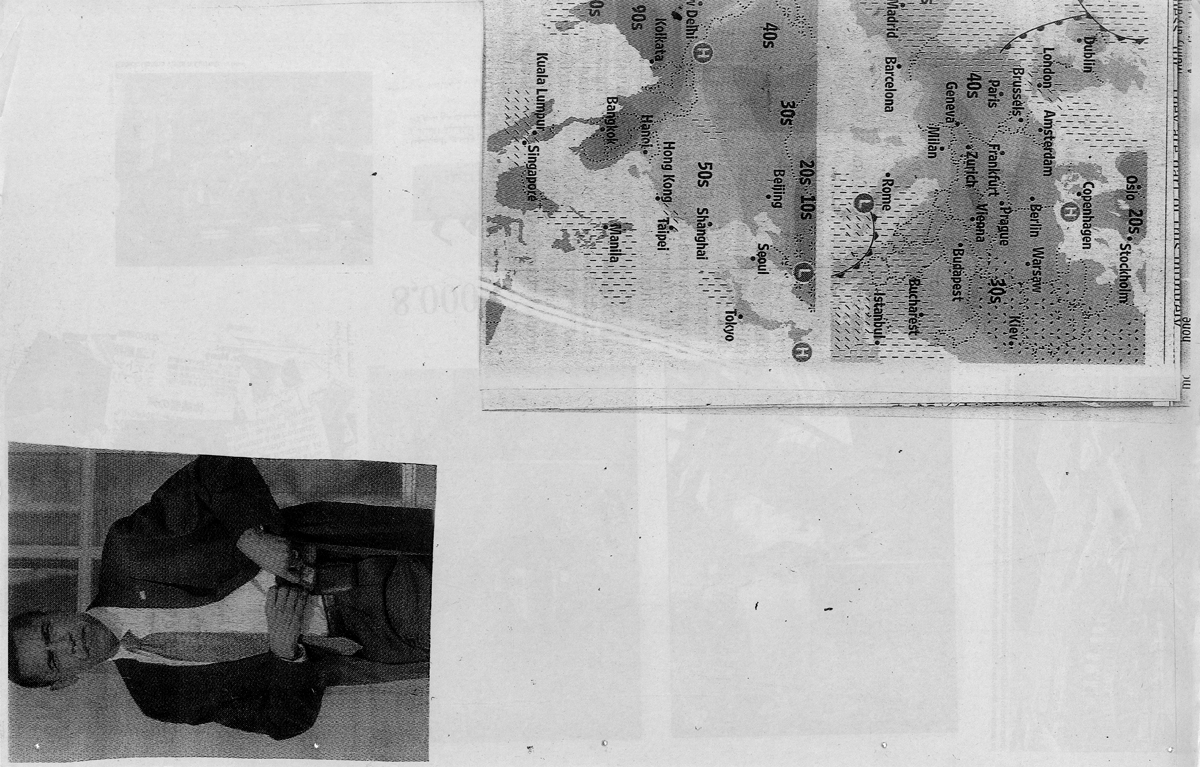 Dublin
London
Oslo
20s
Stockholm
Copenhagen
H
Amsterdam
Brussels
Berlin
Warsaw
Kiev
Paris
Frankfurt
Prague
30s
40s
Zurich
Vienna
Budapest
Geneva
Milan
Bucharest
Madrid
Barcelona
Rome
L
Istanbul
20s
10s
L
H
30s
Beijing
40s
Seoul
Tokyo
50s
Shanghai
H
Delhi
Hong Kong
Taipei
Kolkata
Hanoi
90s
Bangkok
Manila
0s
Kuala Lumpur
Singapore